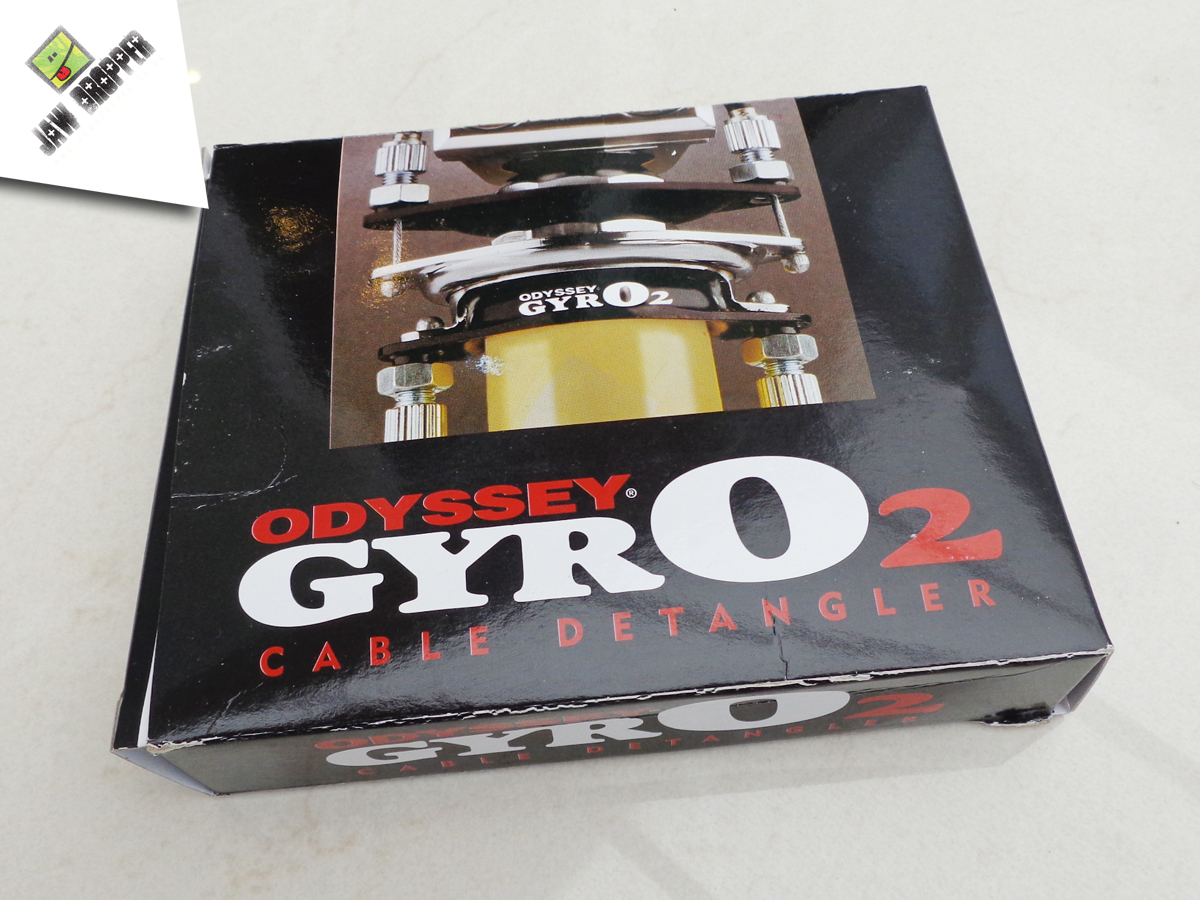 JAW DROPPER
ODYSSEY
GYRO2
ODYSSEY®
GYRO2
CABLE DETANGLER
ODYSSEY
GYRO2
CABLE DETANGLER